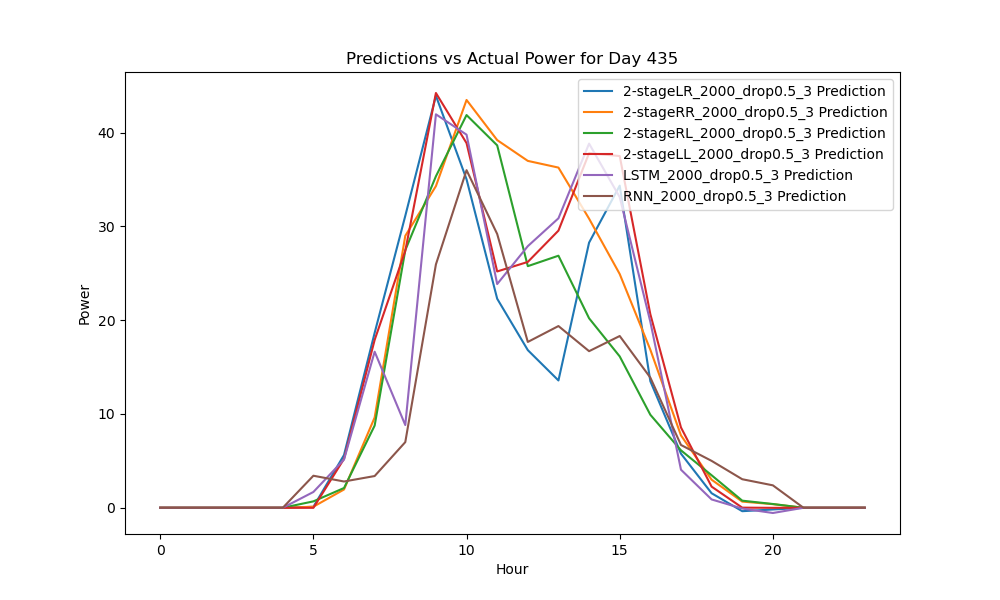 Predictions vs Actual Power for Day 435
2-stageLR_2000_drop0.5_3 Prediction
2-stageRR_2000_drop0.5_3 Prediction
2-stageRL_2000_drop0.5_3 Prediction
2-stageLL_2000_drop0.5_3 Prediction
LSTM_2000_drop0.5_3 Prediction
RNN_2000_drop0.5_3 Prediction
Power
40
30
20
10
0
0 5 10 15 20
Hour